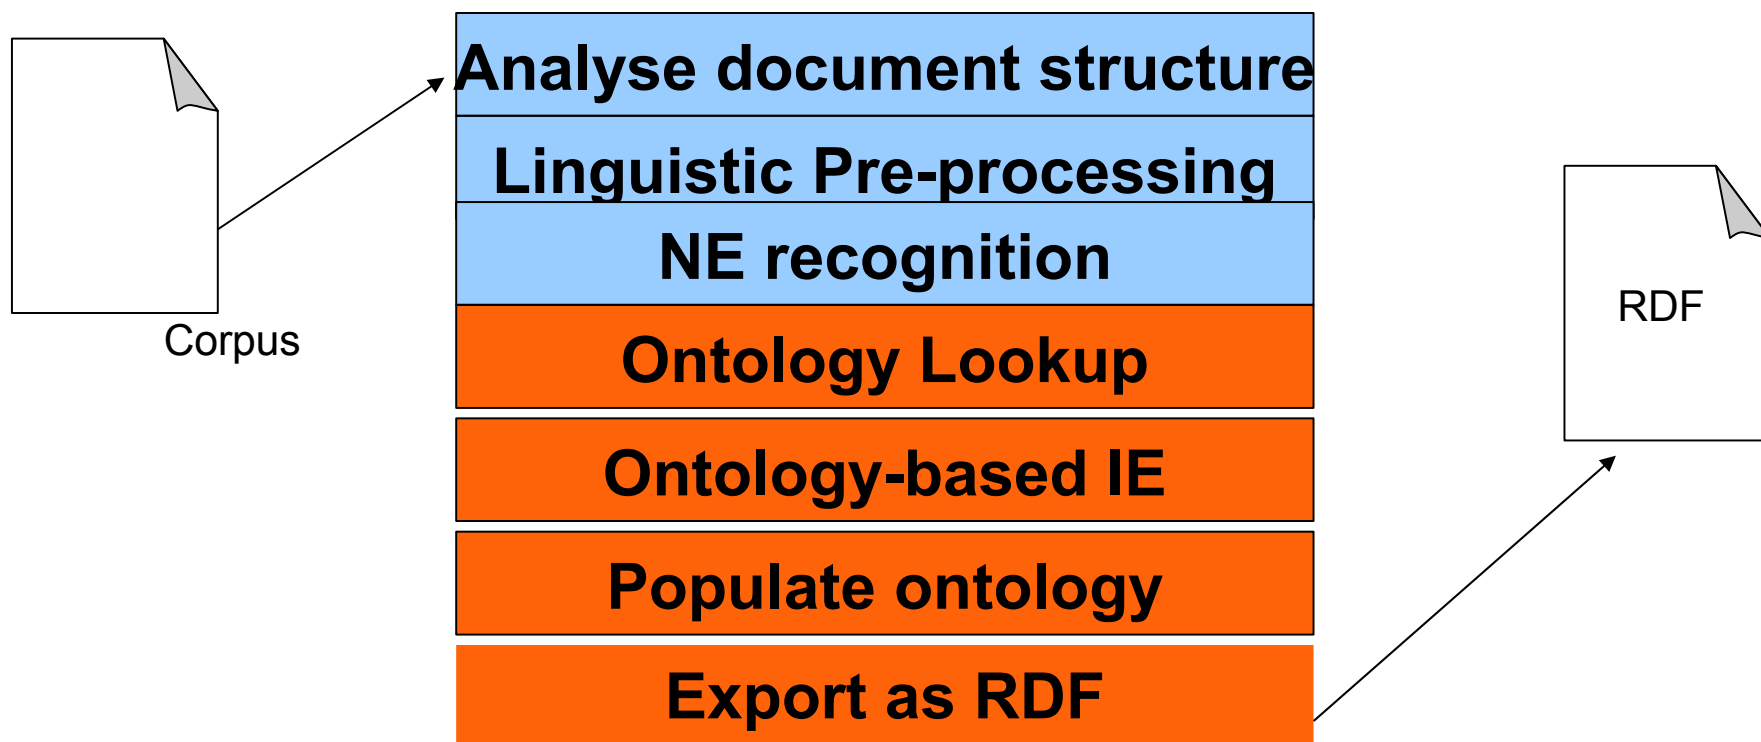 Analyse document structure
Linguistic Pre-processing
NE recognition
Ontology Lookup
Ontology-based IE
Populate ontology
Export as RDF
Corpus
RDF